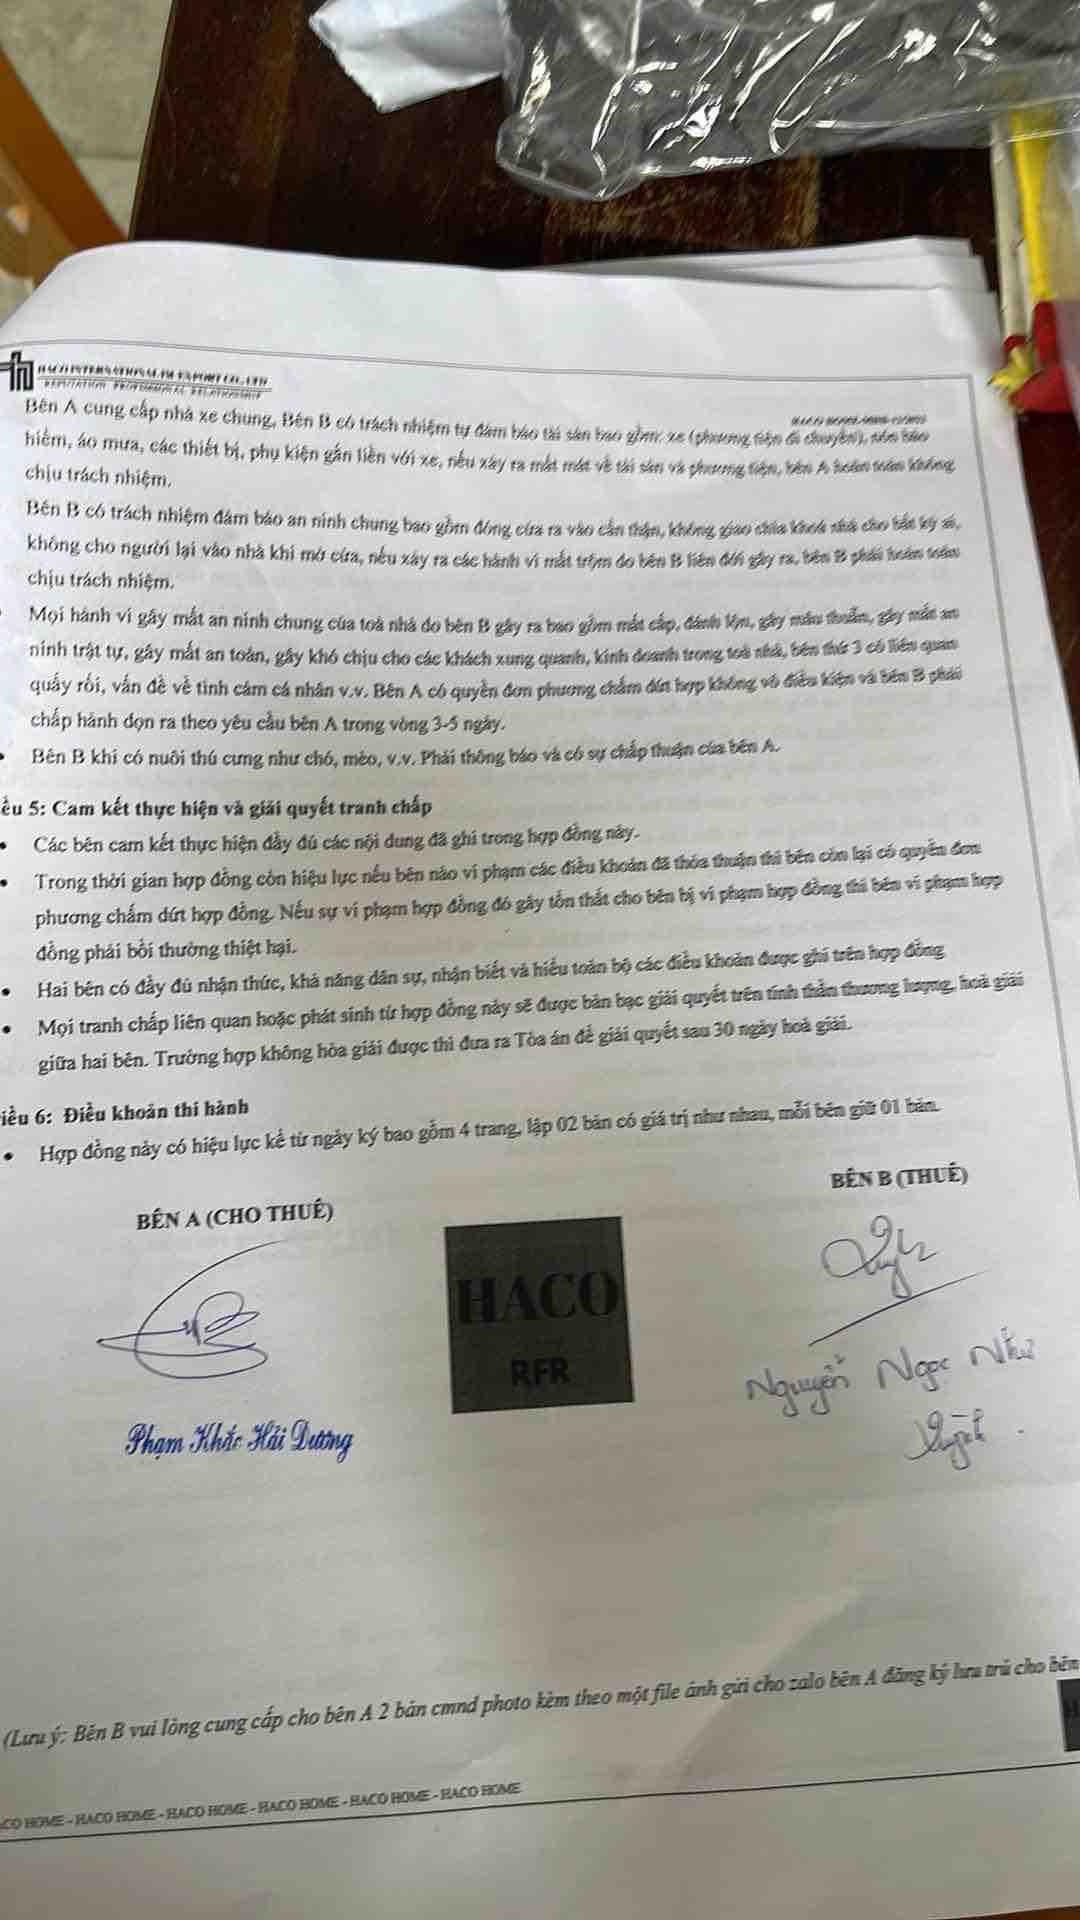 HACO INTERNATIONAL IM EXPORT CO., LTD
REPUTATION PROFESSIONAL RELATIONSHIP
Bên A cung cấp nhà xe chung, Bên B có trách nhiệm tự đảm bảo tài sản bao gồm: xe (phương tiện di chuyển), nón bảo
hiểm, áo mưa, các thiết bị, phụ kiện gắn liền với xe, nếu xảy ra mất mát về tài sản và phương tiện, bên A hoàn toàn không
chịu trách nhiệm.
Bên B có trách nhiệm đảm bảo an ninh chung bao gồm đóng cửa ra vào cẩn thận, không giao chìa khoá nhà cho bất kỳ ai,
không cho người lại vào nhà khi mở cửa, nếu xảy ra các hành vi mất trộm do bên B liên đới gây ra, bên B phải hoàn toàn
chịu trách nhiệm.
Mọi hành vi gây mất an ninh chung của toà nhà do bên B gây ra bao gồm mất cắp, đánh lộn, gây mâu thuẫn, gây mất an
ninh trật tự, gây mất an toàn, gây khó chịu cho các khách xung quanh, kinh doanh trong toà nhà, bên thứ 3 có liên quan
quấy rối, vấn đề về tình cảm cá nhân v.v. Bên A có quyền đơn phương chấm dứt hợp không vô điều kiện và bên B phải
chấp hành dọn ra theo yêu cầu bên A trong vòng 3-5 ngày.
Bên B khi có nuôi thú cưng như chó, mèo, v.v. Phải thông báo và có sự chấp thuận của bên A.
ều 5: Cam kết thực hiện và giải quyết tranh chấp
• Các bên cam kết thực hiện đầy đủ các nội dung đã ghi trong hợp đồng này.
• Trong thời gian hợp đồng còn hiệu lực nếu bên nào vi phạm các điều khoản đã thỏa thuận thì bên còn lại có quyền đơn
phương chấm dứt hợp đồng. Nếu sự vi phạm hợp đồng đó gây tổn thất cho bên bị vi phạm hợp đồng thì bên vi phạm hợp
đồng phải bồi thường thiệt hại.
• Hai bên có đầy đủ nhận thức, khả năng dân sự, nhận biết và hiểu toàn bộ các điều khoản được ghi trên hợp đồng
• Mọi tranh chấp liên quan hoặc phát sinh từ hợp đồng này sẽ được bàn bạc giải quyết trên tinh thần thương lượng, hoà giải
giữa hai bên. Trường hợp không hòa giải được thì đưa ra Tòa án để giải quyết sau 30 ngày hoà giải.
iều 6: Điều khoản thi hành
• Hợp đồng này có hiệu lực kể từ ngày ký bao gồm 4 trang, lập 02 bản có giá trị như nhau, mỗi bên giữ 01 bản.
BÊN A (CHO THUÊ)
BÊN B (THUÊ)
HACO
RFR
Phạm Khắc Hải Dương
Nguyễn Ngọc Như
Quỳnh
(Lưu ý: Bên B vui lòng cung cấp cho bên A 2 bản cmnd photo kèm theo một file ảnh gửi cho zalo bên A đăng ký lưu trú cho bên
ACO HOME - HACO HOME - HACO HOME - HACO HOME - HACO HOME - HACO HOME